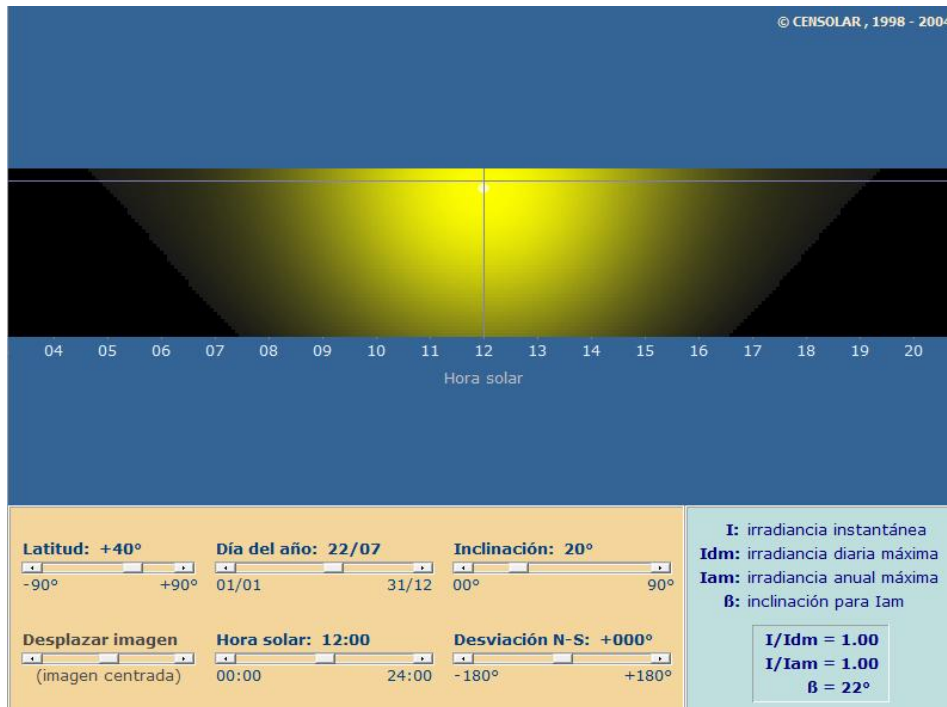 © CENSOLAR , 1998 - 2004
04 05 06 07 08 09 10 11 12 13 14 15 16 17 18 19 20
Hora solar
Latitud: +40°
-90° +90°
Día del año: 22/07
01/01 31/12
Inclinación: 20°
00° 90°
Desplazar imagen
(imagen centrada)
Hora solar: 12:00
00:00 24:00
Desviación N-S: +000°
-180° +180°
I: irradiancia instantánea
Idm: irradiancia diaria máxima
Iam: irradiancia anual máxima
ß: inclinación para Iam
I/Idm = 1.00
I/Iam = 1.00
ß = 22°